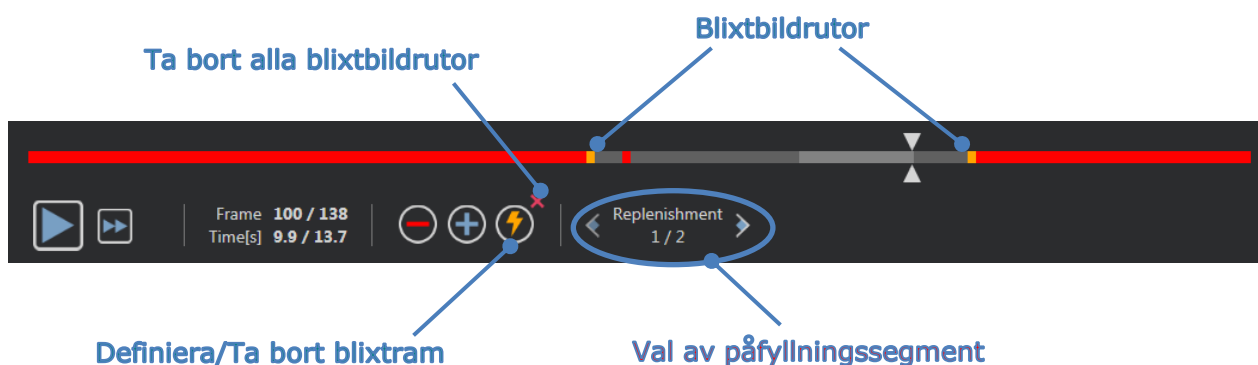 Blixtbildrutor
Ta bort alla blixtbildrutor
Frame 100 / 138
Time[s] 9.9 / 13.7
Replenishment
1 / 2
Definiera/Ta bort blixtram
Val av påfyllningssegment